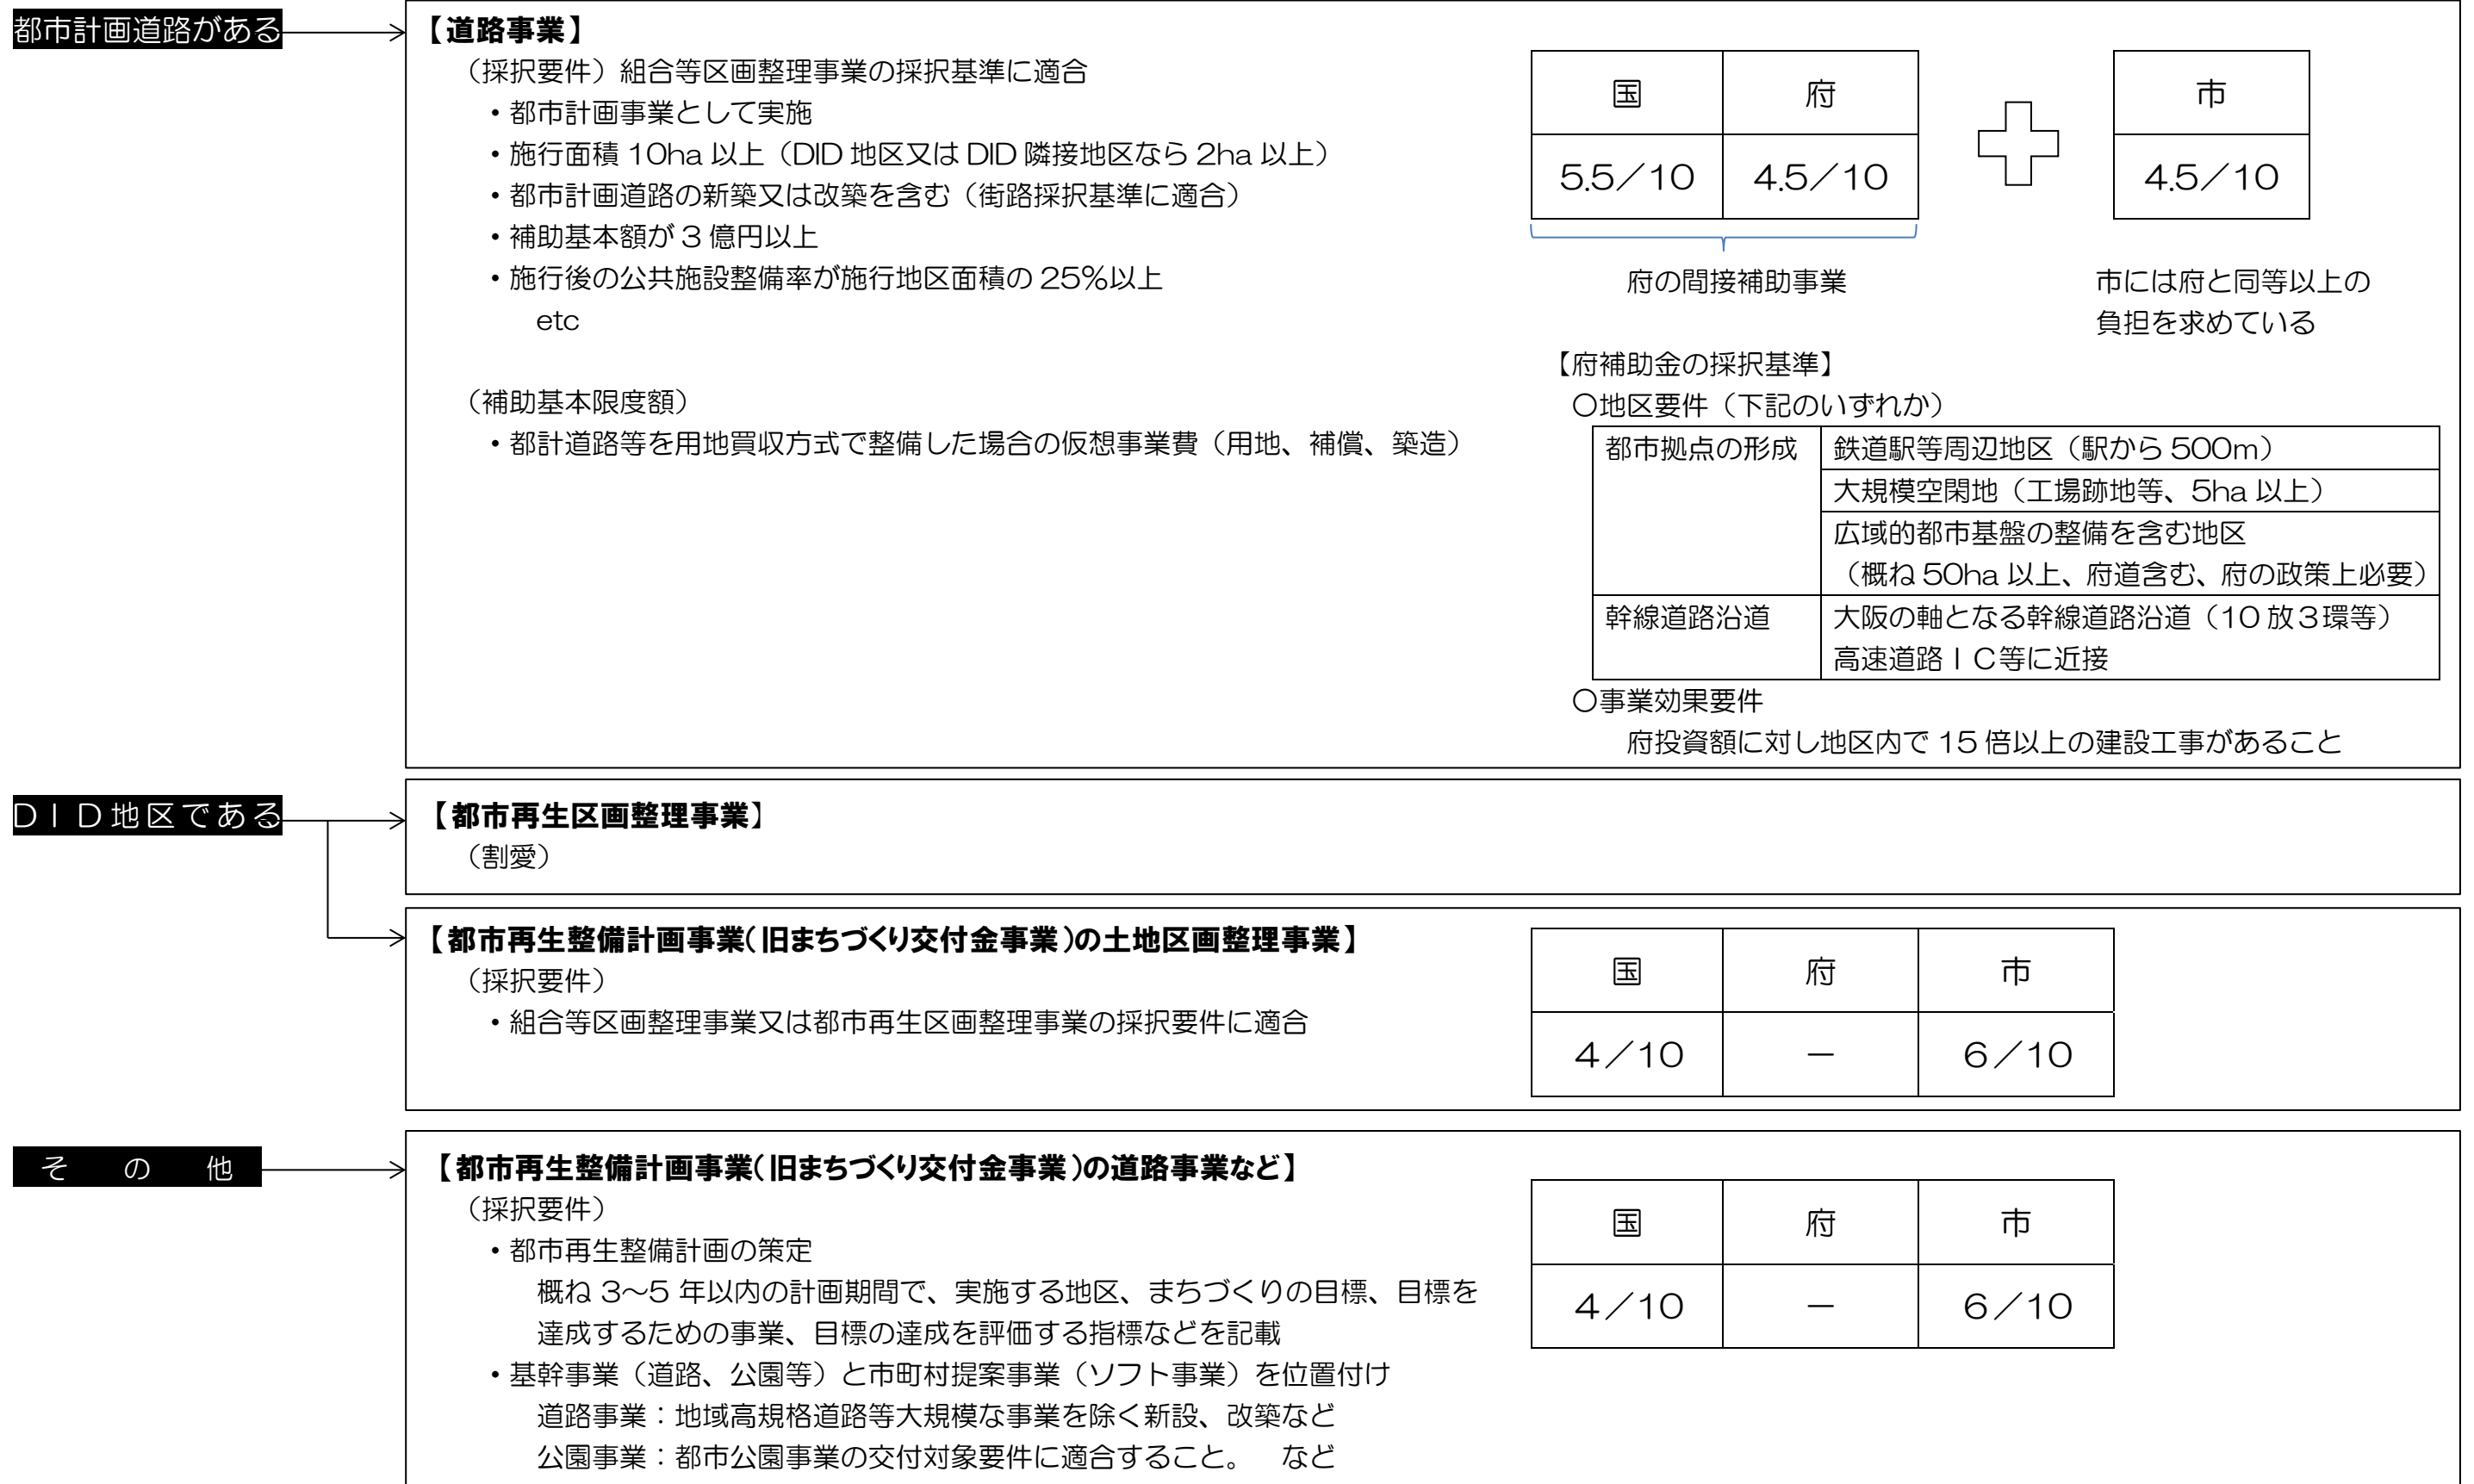 都市計画道路がある
【道路事業】
（採択要件）組合等区画整理事業の採択基準に適合
・都市計画事業として実施
・施行面積 10ha 以上（DID 地区又は DID 隣接地区なら 2ha 以上）
・都市計画道路の新築又は改築を含む（街路採択基準に適合）
・補助基本額が 3 億円以上
・施行後の公共施設整備率が施行地区面積の 25%以上
etc
（補助基本限度額）
・都計道路等を用地買収方式で整備した場合の仮想事業費（用地、補償、築造）
国 府 市
5.5／10 4.5／10 4.5／10
府の間接補助事業
市には府と同等以上の
負担を求めている
【府補助金の採択基準】
○地区要件（下記のいずれか）
都市拠点の形成 鉄道駅等周辺地区（駅から 500m）
大規模空閑地（工場跡地等、5ha 以上）
広域的都市基盤の整備を含む地区
（概ね 50ha 以上、府道含む、府の政策上必要）
幹線道路沿道 大阪の軸となる幹線道路沿道（10 放３環等）
高速道路ＩＣ等に近接
○事業効果要件
府投資額に対し地区内で 15 倍以上の建設工事があること
ＤＩＤ地区である
【都市再生区画整理事業】
（割愛）
【都市再生整備計画事業（旧まちづくり交付金事業）の土地区画整理事業】
（採択要件）
・組合等区画整理事業又は都市再生区画整理事業の採択要件に適合
国 府 市
4／10 － 6／10
その他
【都市再生整備計画事業（旧まちづくり交付金事業）の道路事業など】
（採択要件）
・都市再生整備計画の策定
概ね 3～5 年以内の計画期間で、実施する地区、まちづくりの目標、目標を
達成するための事業、目標の達成を評価する指標などを記載
・基幹事業（道路、公園等）と市町村提案事業（ソフト事業）を位置付け
道路事業：地域高規格道路等大規模な事業を除く新設、改築など
公園事業：都市公園事業の交付対象要件に適合すること。　など
国 府 市
4／10 － 6／10